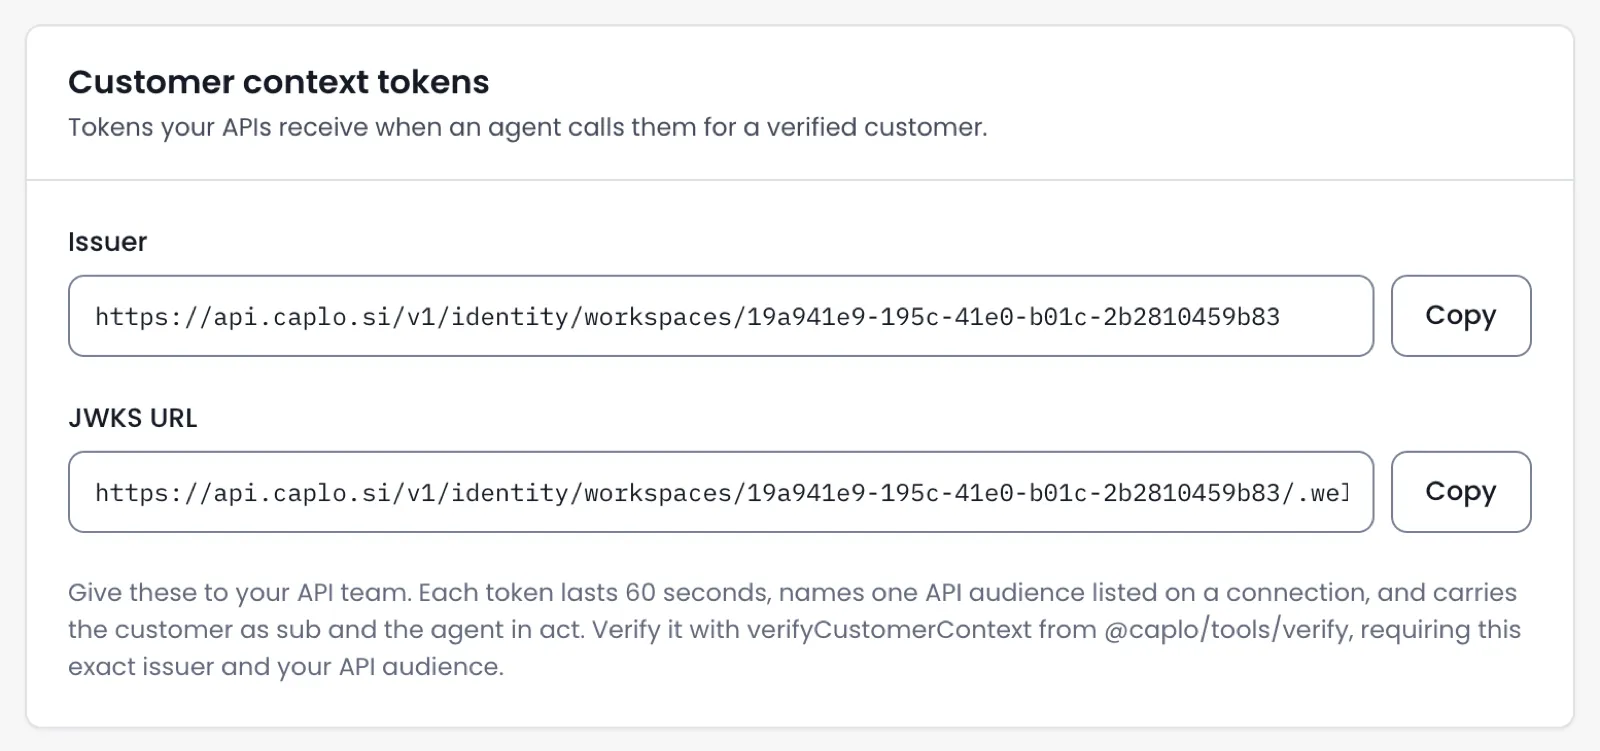 Customer context tokens
Tokens your APIs receive when an agent calls them for a verified customer.
Issuer
https://api.caplo.si/v1/identity/workspaces/19a941e9-195c-41e0-b01c-2b2810459b83
Copy
JWKS URL
https://api.caplo.si/v1/identity/workspaces/19a941e9-195c-41e0-b01c-2b2810459b83/.wel
Copy
Give these to your API team. Each token lasts 60 seconds, names one API audience listed on a connection, and carries
the customer as sub and the agent in act. Verify it with verifyCustomerContext from @caplo/tools/verify, requiring this
exact issuer and your API audience.